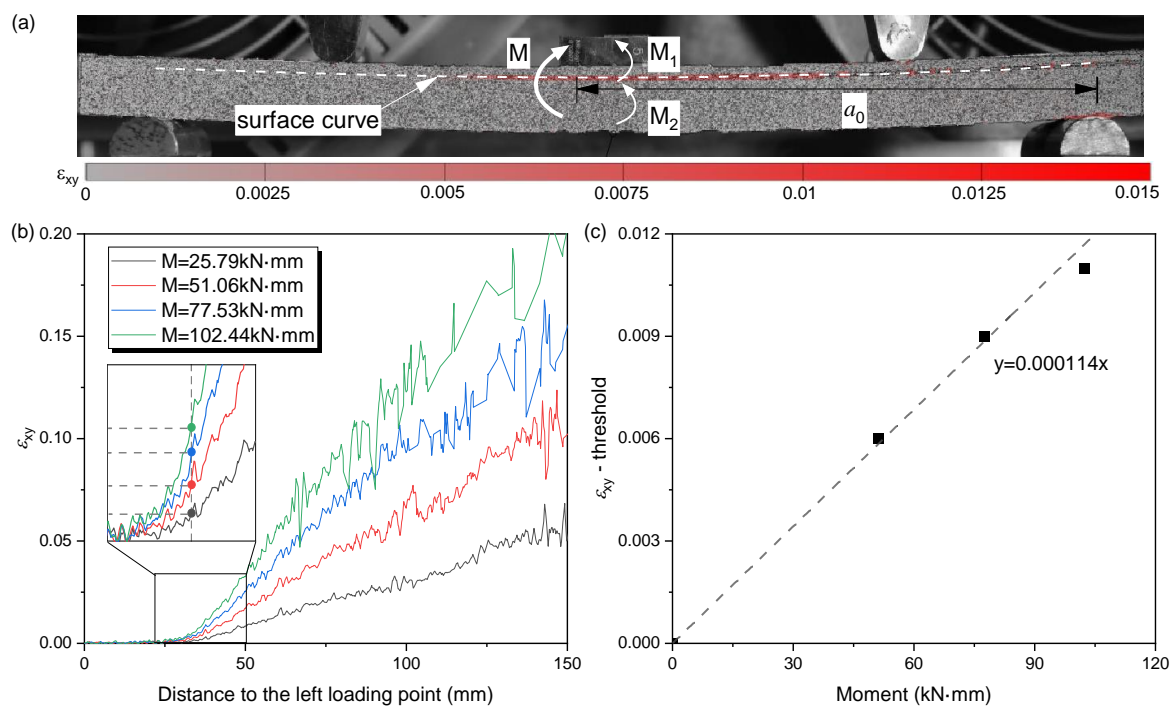 (a)
M
M1
5
surface curve
M2
a0
εxy
0 0.0025 0.005 0.0075 0.01 0.0125 0.015
(b)
0.20
0.15
0.10
0.05
0.00
εxy
M=25.79kN·mm
M=51.06kN·mm
M=77.53kN·mm
M=102.44kN·mm
0 50 100 150
Distance to the left loading point (mm)
(c)
0.012
0.009
0.006
0.003
0.000
εxy - threshold
y=0.000114x
0 30 60 90 120
Moment (kN·mm)